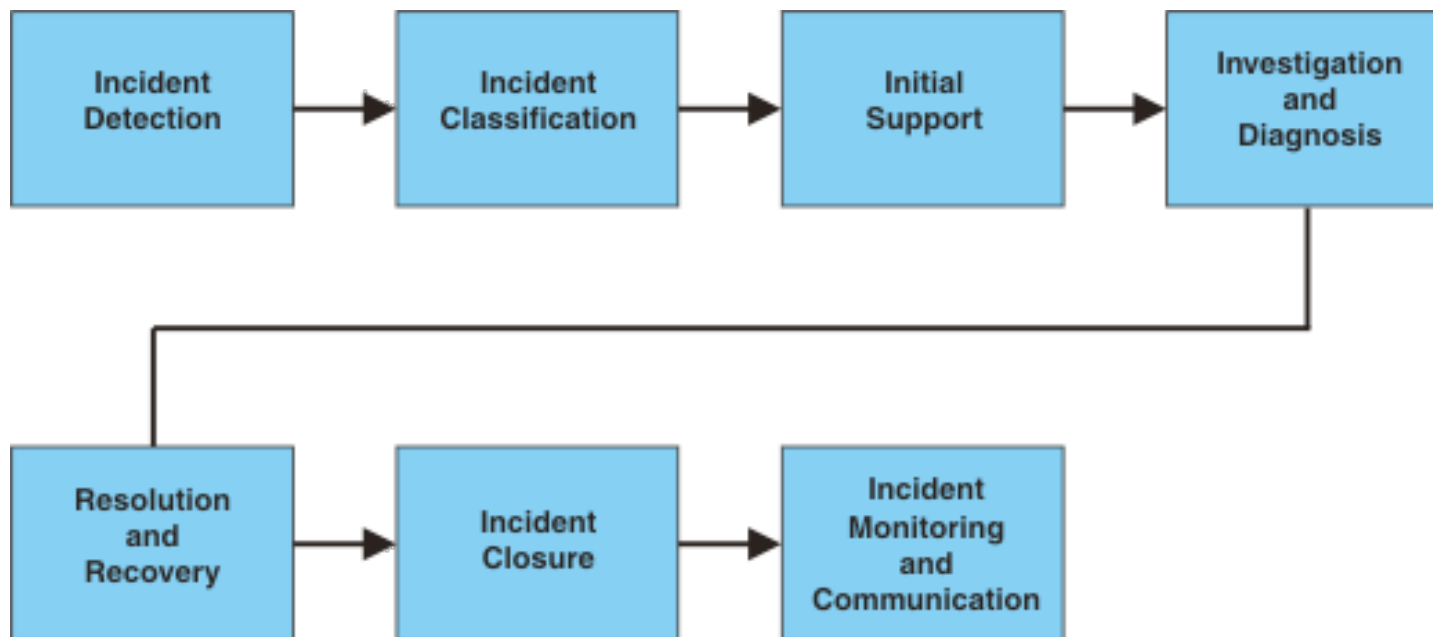 Incident
Detection
Incident
Classification
Initial
Support
Investigation
and
Diagnosis
Resolution
and
Recovery
Incident
Closure
Incident
Monitoring
and
Communication